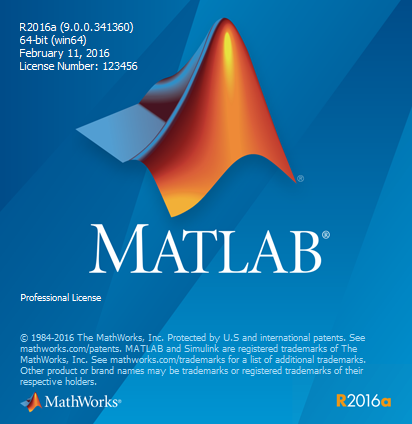 R2016a (9.0.0.341360)
64-bit (win64)
February 11, 2016
License Number: 123456
®
MATLAB®
Professional License
© 1984-2016 The MathWorks, Inc. Protected by U.S and international patents. See
mathworks.com/patents. MATLAB and Simulink are registered trademarks of The
MathWorks, Inc. See mathworks.com/trademarks for a list of additional trademarks.
Other product or brand names may be trademarks or registered trademarks of their
respective holders.
MathWorks®
R2016a